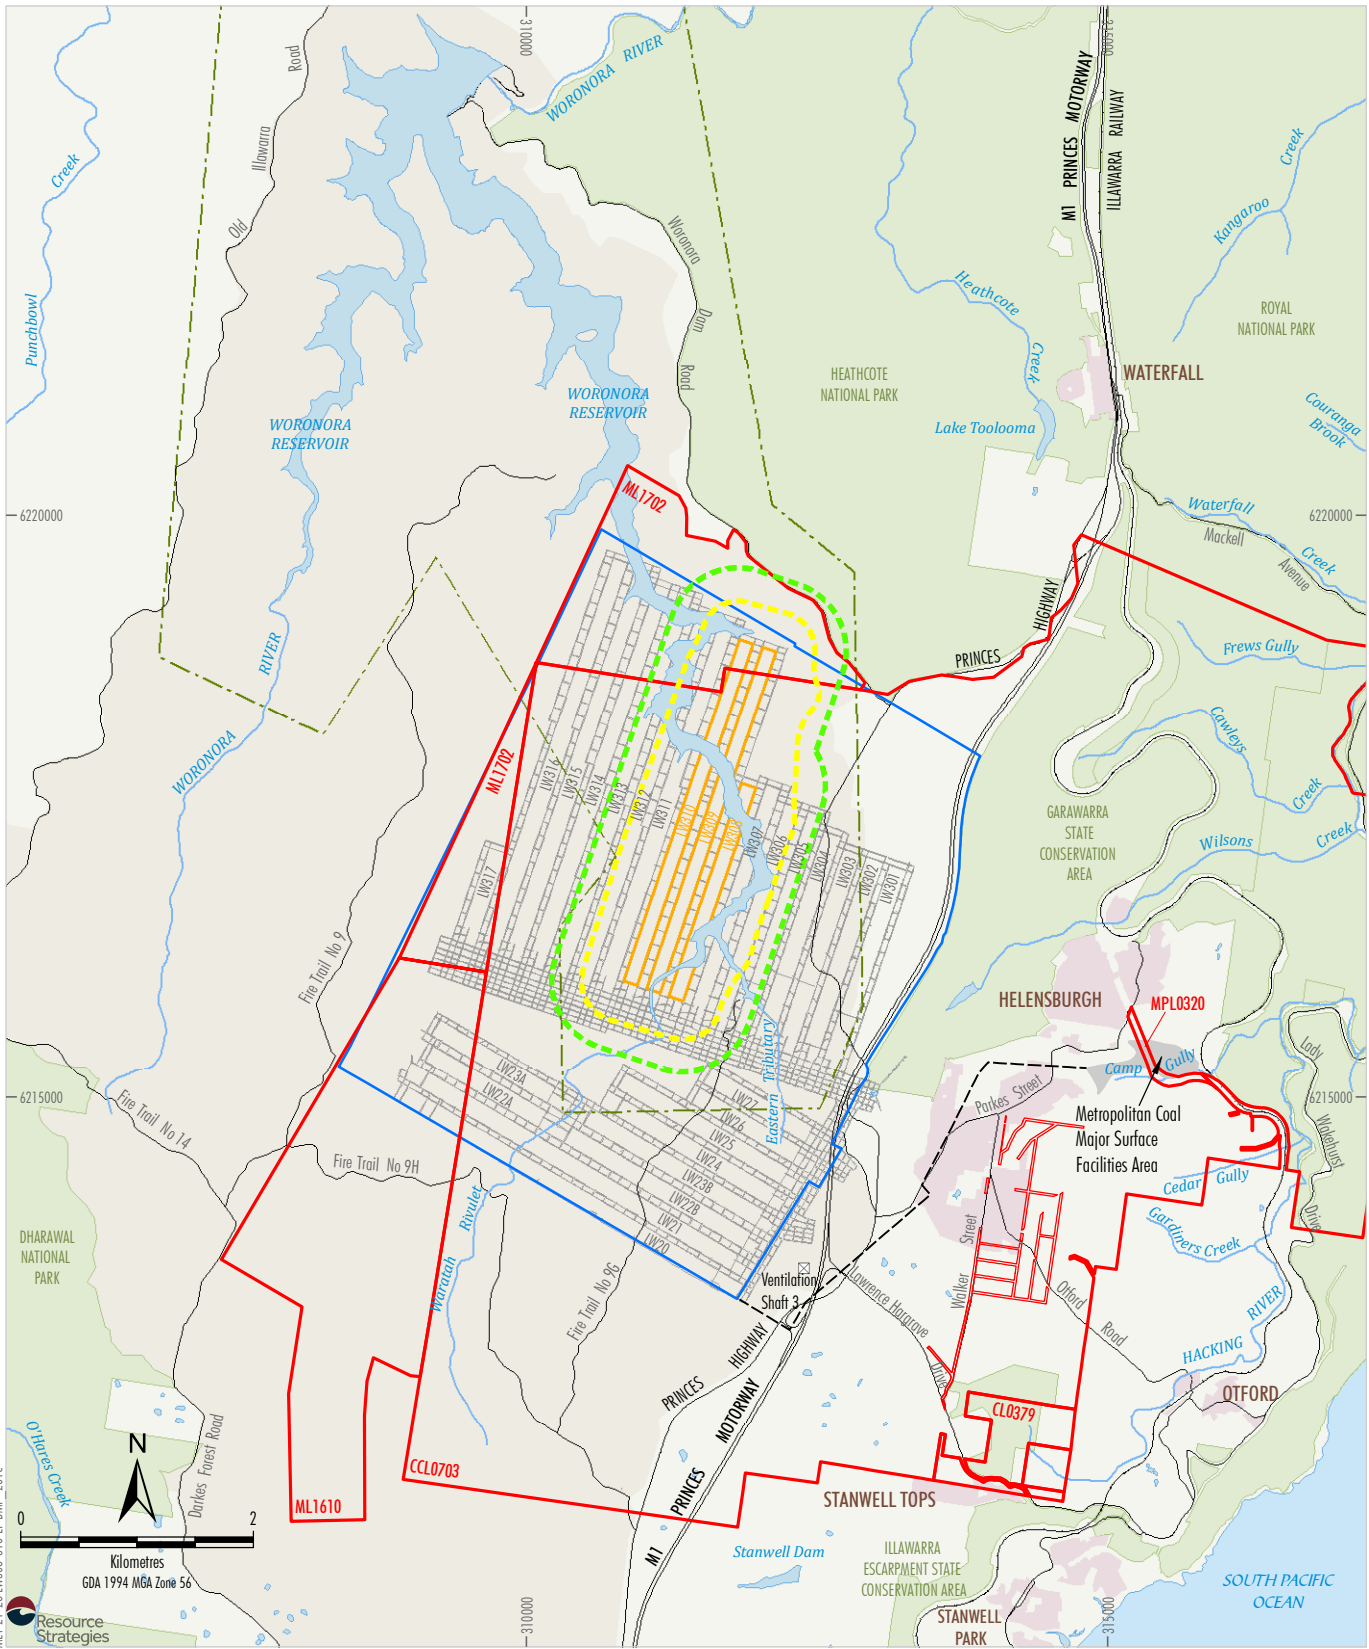 310000
315000
WORONORA RIVER
Old Illawarra Road
Creek
Punchbowl
M1 PRINCES MOTORWAY
ILLAWARRA RAILWAY
Kangaroo Creek
Woronora Dam Road
Heathcote
Creek
ROYAL
NATIONAL PARK
HEATHCOTE
NATIONAL PARK
WATERFALL
WORONORA
RESERVOIR
WORONORA
RESERVOIR
Couranga
Brook
Lake Toolooma
6220000
ML1702
Waterfall
Creek
6220000
Mackell
Avenue
PRINCES HIGHWAY
RIVER
WORONORA
Frews Gully
Cawleys
Creek
ML1702
LW316
LW315
LW314
LW313
LW312
LW311
LW310
LW309
LW308
LW307
LW306
LW305
LW304
LW303
LW302
LW301
LW317
GARAWARRA
STATE
CONSERVATION
AREA
Wilsons
Creek
Fire Trail No 9
HELENSBURGH
MPL0320
Camp Gully
Lady
Wakehurst
Drive
6215000
6215000
Fire Trail No 14
LW23A
LW22A
Eastern Tributary
Parkes Street
Metropolitan Coal
Major Surface
Facilities Area
LW27
LW26
LW25
LW24
LW23B
LW22B
LW21
LW20
Fire Trail No 9H
Cedar Gully
Gardiners Creek
Waratah Rivulet
DHARAWAL
NATIONAL
PARK
Walker Street
Ventilation
Shaft 3
Fire Trail No 9G
Lawrence Hargrave
Drive
Otford Road
HACKING RIVER
PRINCES HIGHWAY
OTFORD
M1 PRINCES MOTORWAY
O'Hares Creek
Darkes Forest Road
CL0379
CCL0703
ML1610
STANWELL TOPS
N
0 2
Kilometres
GDA 1994 MGA Zone 56
Stanwell Dam
ILLAWARRA
ESCARPMENT STATE
CONSERVATION AREA
SOUTH PACIFIC
OCEAN
STANWELL
PARK
Resource
Strategies
310000
315000